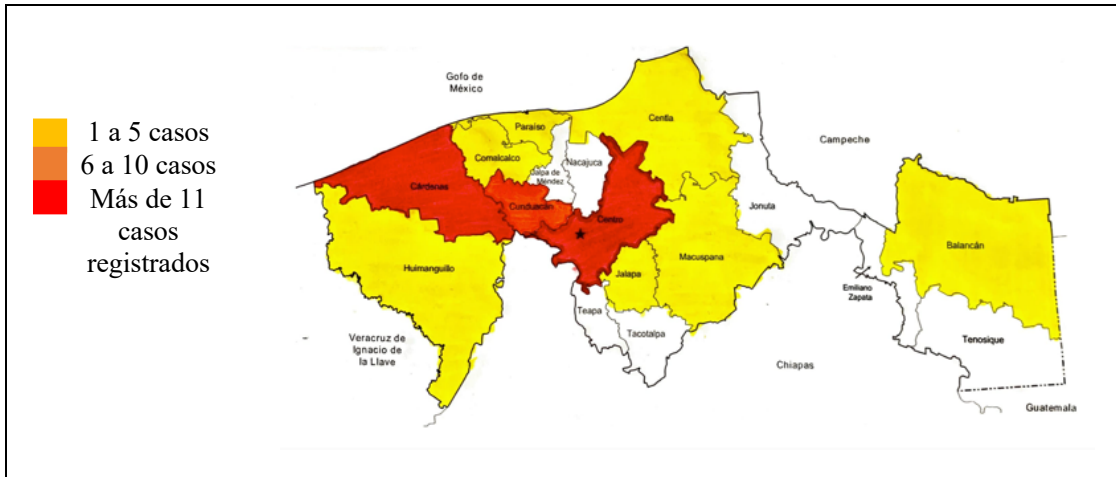 1 a 5 casos
6 a 10 casos
Más de 11
casos
registrados
Gofo de
México
Paraíso
Centla
Campeche
Comalcalco
Nacajuca
Jalpa de
Méndez
Cárdenas
Cunduacán
Centro
Jonuta
Balancán
Huimanguillo
Jalapa
Macuspana
Emiliano
Zapata
Teapa
Tacotalpa
Veracruz de
Ignacio de
la Llave
Tenosique
Chiapas
Guatemala